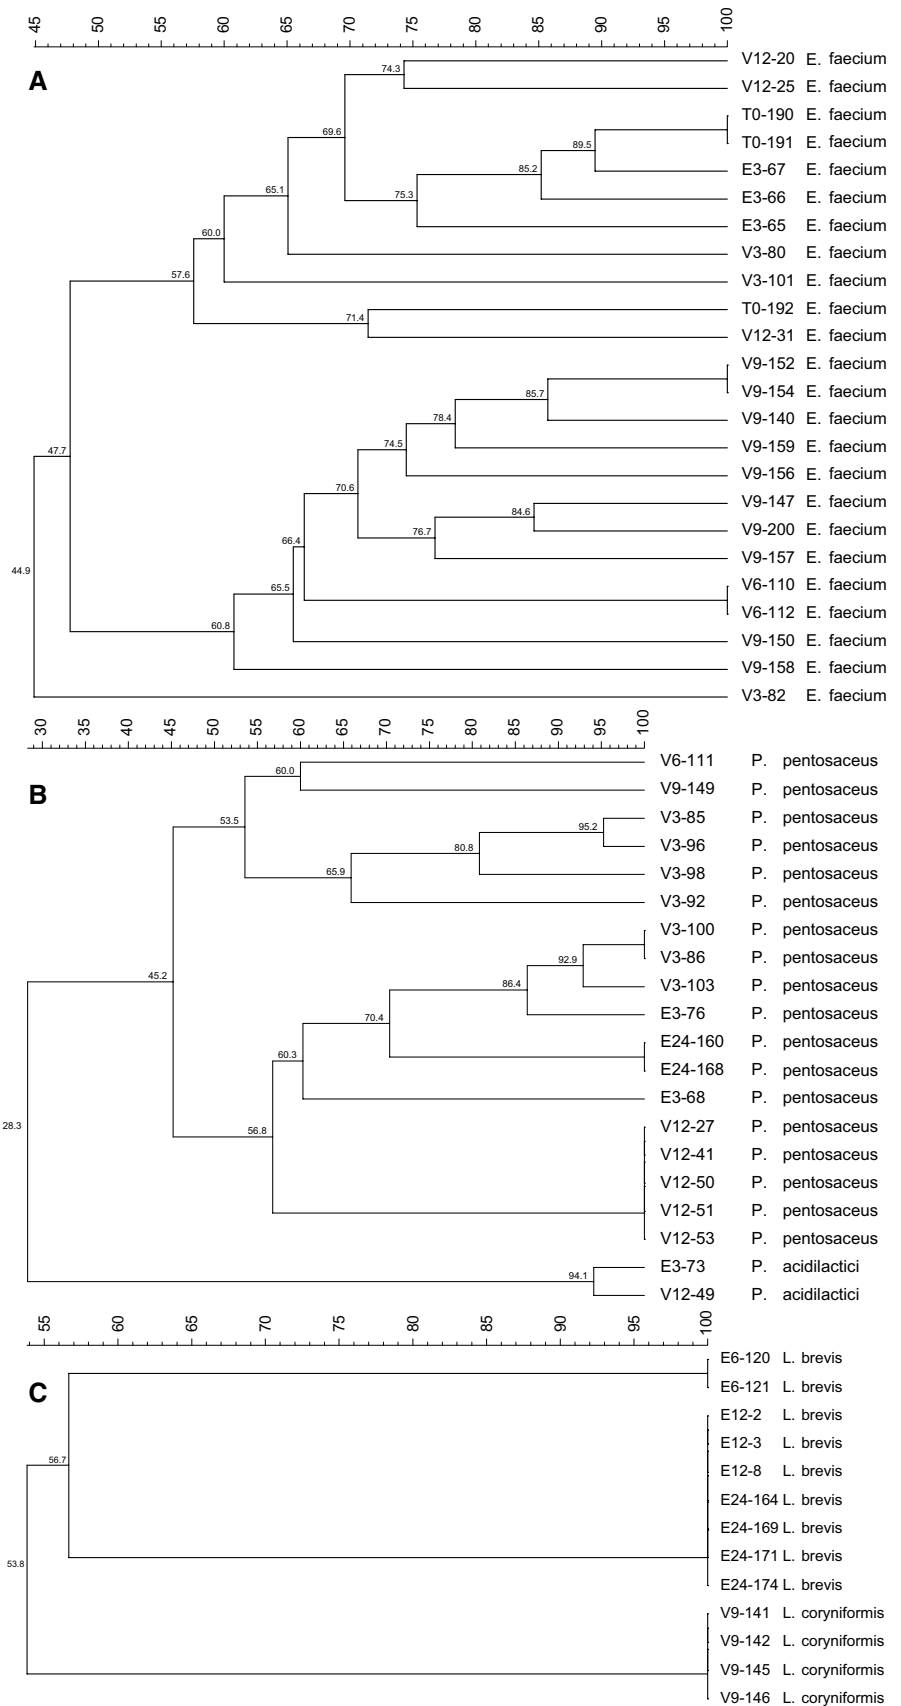 45 50 55 60 65 70 75 80 85 90 95 100
A
V12-20 E. faecium
74.3
V12-25 E. faecium
T0-190 E. faecium
69.6
T0-191 E. faecium
89.5
E3-67 E. faecium
85.2
65.1
75.3
E3-66 E. faecium
E3-65 E. faecium
60.0
V3-80 E. faecium
57.6
V3-101 E. faecium
T0-192 E. faecium
71.4
V12-31 E. faecium
V9-152 E. faecium
85.7
V9-154 E. faecium
78.4
V9-140 E. faecium
74.5
V9-159 E. faecium
47.7
V9-156 E. faecium
70.6
V9-147 E. faecium
84.6
76.7
V9-200 E. faecium
66.4
V9-157 E. faecium
44.9
65.5
V6-110 E. faecium
V6-112 E. faecium
60.8
V9-150 E. faecium
V9-158 E. faecium
V3-82 E. faecium
30 35 40 45 50 55 60 65 70 75 80 85 90 95 100
B
V6-111 P. pentosaceus
60.0
V9-149 P. pentosaceus
53.5
V3-85 P. pentosaceus
95.2
V3-96 P. pentosaceus
80.8
65.9
V3-98 P. pentosaceus
V3-92 P. pentosaceus
V3-100 P. pentosaceus
V3-86 P. pentosaceus
92.9
45.2
86.4
V3-103 P. pentosaceus
70.4
E3-76 P. pentosaceus
E24-160 P. pentosaceus
60.3
E24-168 P. pentosaceus
E3-68 P. pentosaceus
28.3
56.8
V12-27 P. pentosaceus
V12-41 P. pentosaceus
V12-50 P. pentosaceus
V12-51 P. pentosaceus
V12-53 P. pentosaceus
E3-73 P. acidilactici
94.1
V12-49 P. acidilactici
55 60 65 70 75 80 85 90 95 100
C
E6-120 L. brevis
E6-121 L. brevis
E12-2 L. brevis
E12-3 L. brevis
56.7
E12-8 L. brevis
E24-164 L. brevis
E24-169 L. brevis
53.8
E24-171 L. brevis
E24-174 L. brevis
V9-141 L. coryniformis
V9-142 L. coryniformis
V9-145 L. coryniformis
V9-146 L. coryniformis